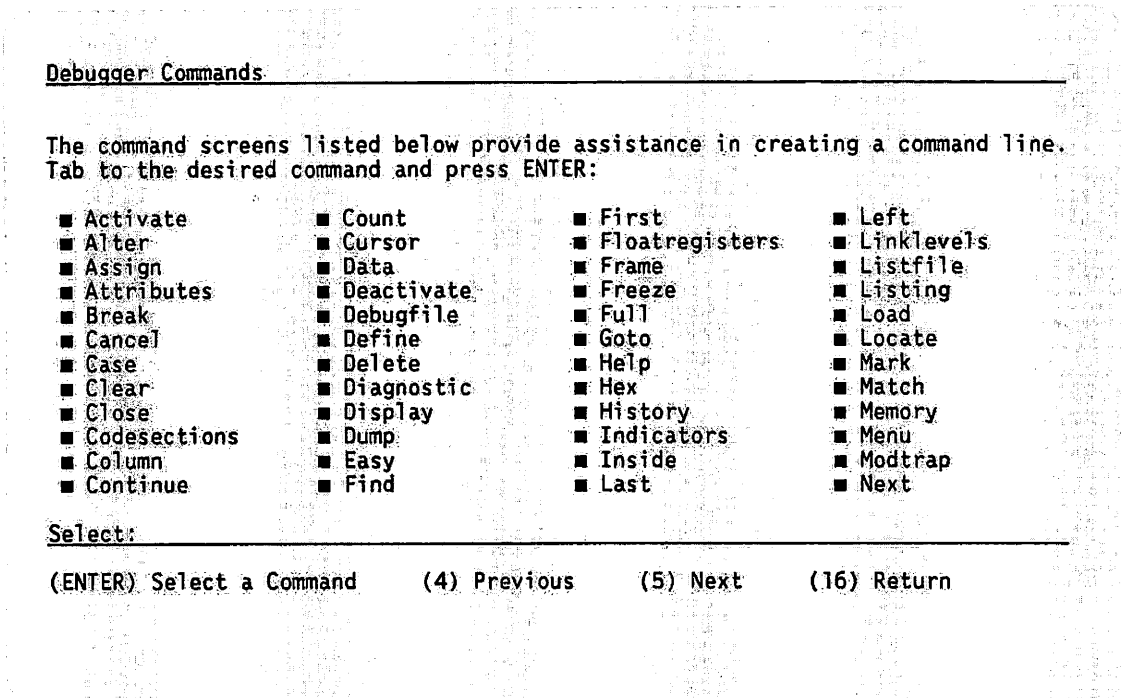 Debugger Commands
The command screens listed below provide assistance in creating a command line.
Tab to the desired command and press ENTER:
■ Activate ■ Count ■ First ■ Left
■ Alter ■ Cursor ■ Floatregisters ■ Linklevels
■ Assign ■ Data ■ Frame ■ Listfile
■ Attributes ■ Deactivate ■ Freeze ■ Listing
■ Break ■ Debugfile ■ Full ■ Load
■ Cancel ■ Define ■ Goto ■ Locate
■ Case ■ Delete ■ Help ■ Mark
■ Clear ■ Diagnostic ■ Hex ■ Match
■ Close ■ Display ■ History ■ Memory
■ Codesections ■ Dump ■ Indicators ■ Menu
■ Column ■ Easy ■ Inside ■ Modtrap
■ Continue ■ Find ■ Last ■ Next
Select:
(ENTER) Select a Command (4) Previous (5) Next (16) Return